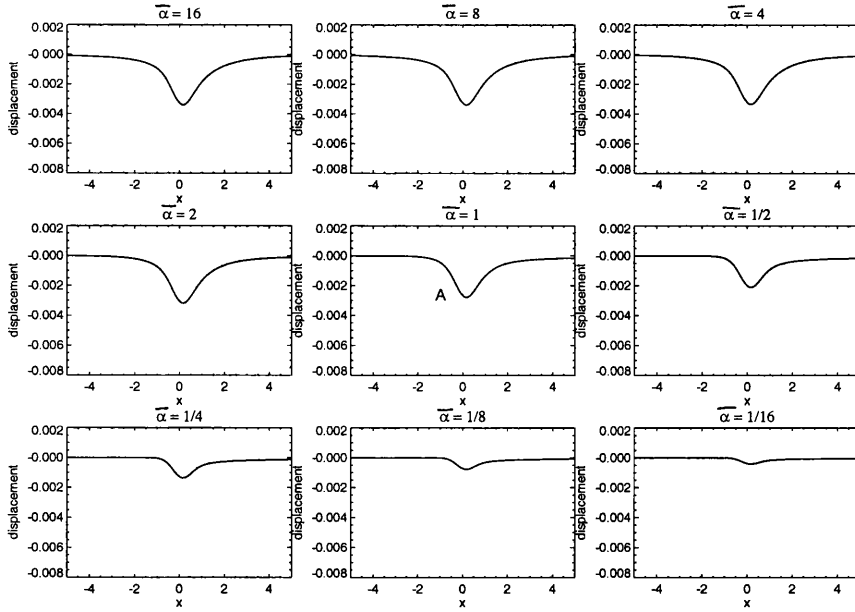 α = 16
α = 8
α = 4
0.002
-0.000
-0.002
-0.004
-0.006
-0.008
displacement
-4 -2 0 2 4
x
0.002
-0.000
-0.002
-0.004
-0.006
-0.008
displacement
-4 -2 0 2 4
x
0.002
-0.000
-0.002
-0.004
-0.006
-0.008
displacement
-4 -2 0 2 4
x
α = 2
α = 1
α = 1/2
0.002
-0.000
-0.002
-0.004
-0.006
-0.008
displacement
-4 -2 0 2 4
x
0.002
-0.000
-0.002
-0.004
-0.006
-0.008
displacement
A
-4 -2 0 2 4
x
0.002
-0.000
-0.002
-0.004
-0.006
-0.008
displacement
-4 -2 0 2 4
x
α = 1/4
α = 1/8
α = 1/16
0.002
-0.000
-0.002
-0.004
-0.006
-0.008
displacement
-4 -2 0 2 4
x
0.002
-0.000
-0.002
-0.004
-0.006
-0.008
displacement
-4 -2 0 2 4
x
0.002
-0.000
-0.002
-0.004
-0.006
-0.008
displacement
-4 -2 0 2 4
x